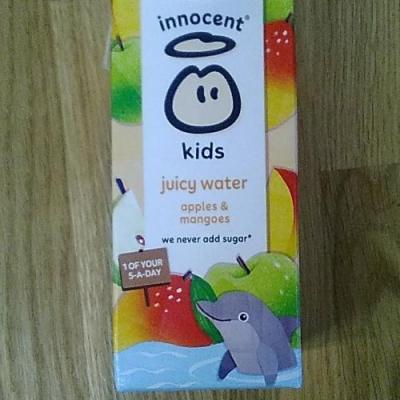 innocent®
kids
juicy water
apples &
mangoes
we never add sugar*
1 OF YOUR
5-A-DAY